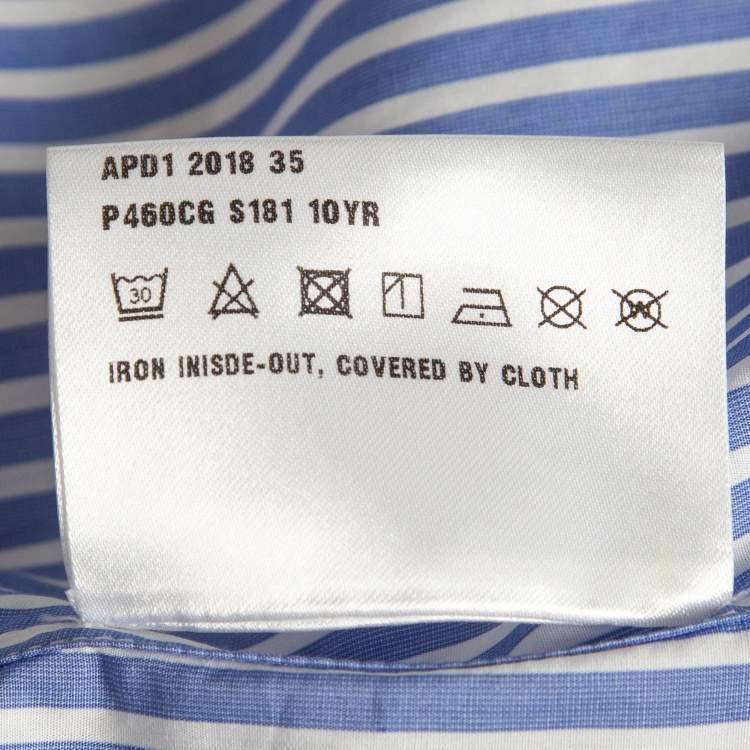 APD1 2018 35
P460CG S181 10YR
30 W
IRON INISDE-OUT, COVERED BY CLOTH